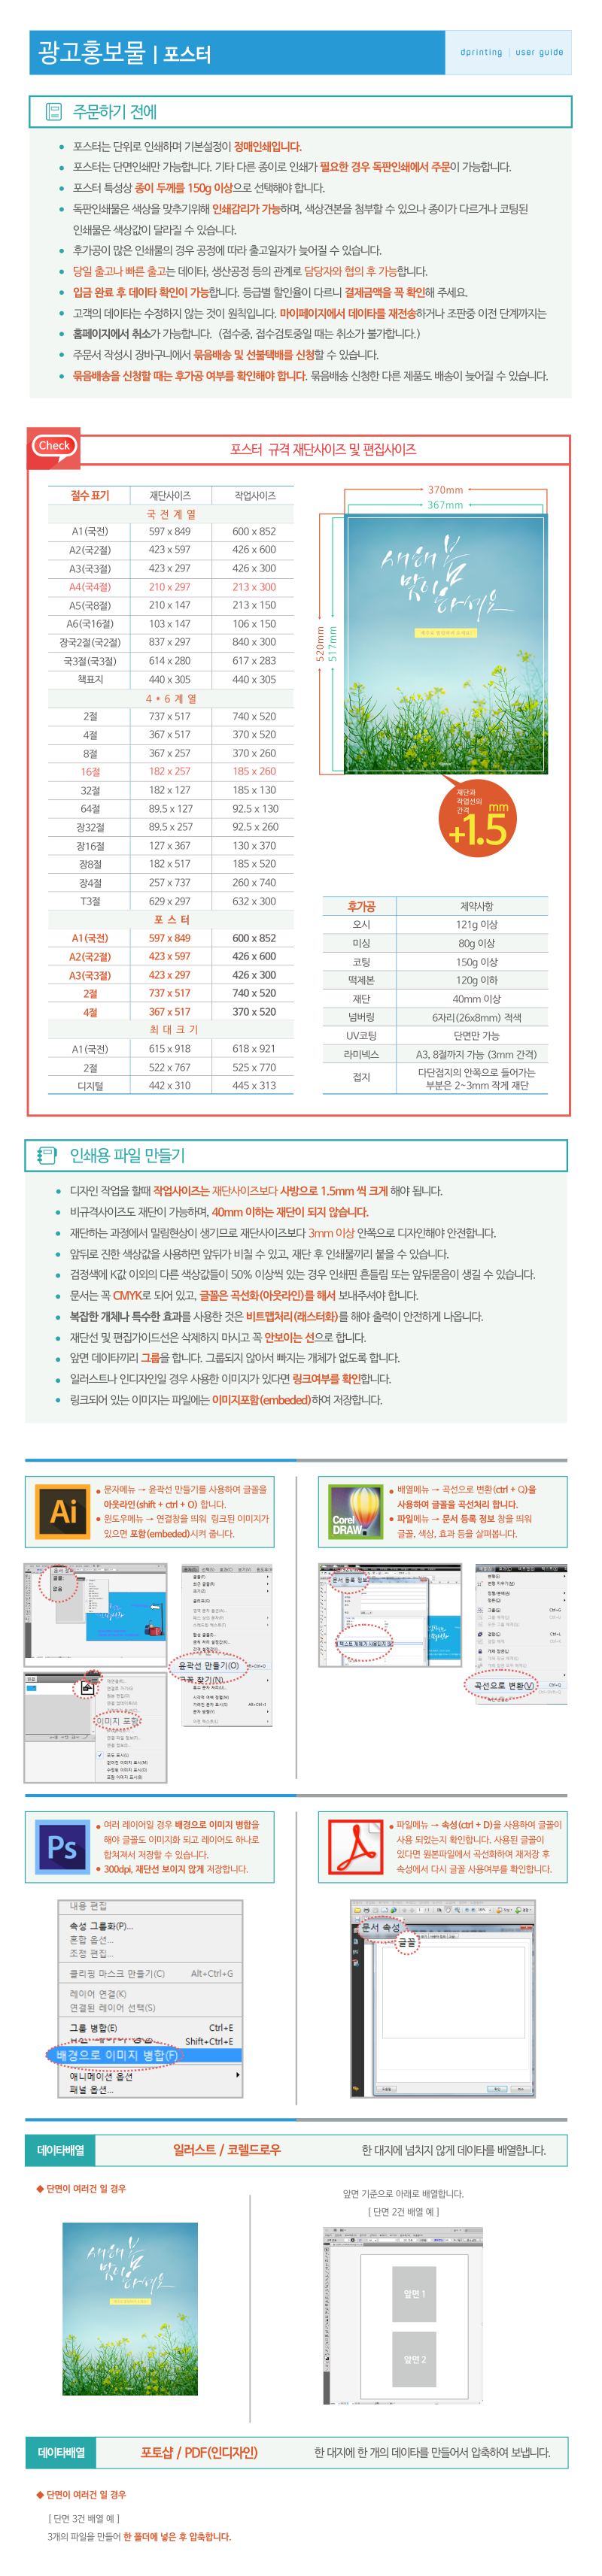 광고홍보물 | 포스터
dprinting | user guide
주문하기 전에
포스터는 단위로 인쇄하며 기본설정이 정매인쇄입니다.
포스터는 단면인쇄만 가능합니다. 기타 다른 종이로 인쇄가 필요한 경우 독판인쇄에서 주문이 가능합니다.
포스터 특성상 종이 두께를 150g 이상으로 선택해야 합니다.
독판인쇄물은 색상을 맞추기위해 인쇄감리가 가능하며, 색상견본을 첨부할 수 있으나 종이가 다르거나 코팅된
인쇄물은 색상값이 달라질 수 있습니다.
후가공이 많은 인쇄물의 경우 공정에 따라 출고일자가 늦어질 수 있습니다.
당일 출고나 빠른 출고는 데이타, 생산공정 등의 관계로 담당자와 협의 후 가능합니다.
입금 완료 후 데이타 확인이 가능합니다. 등급별 할인율이 다르니 결제금액을 꼭 확인해 주세요.
고객의 데이타는 수정하지 않는 것이 원칙입니다. 마이페이지에서 데이타를 재전송하거나 조판중 이전 단계까지는
홈페이지에서 취소가 가능합니다. (접수중, 접수검토중일 때는 취소가 불가합니다.)
주문서 작성시 장바구니에서 묶음배송 및 선불택배를 신청할 수 있습니다.
묶음배송을 신청할 때는 후가공 여부를 확인해야 합니다. 묶음배송 신청한 다른 제품도 배송이 늦어질 수 있습니다.
Check
포스터 규격 재단사이즈 및 편집사이즈
절수 표기 재단사이즈 작업사이즈
국 전 계 열
A1(국전) 597 x 849 600 x 852
A2(국2절) 423 x 597 426 x 600
A3(국3절) 423 x 297 426 x 300
A4(국4절) 210 x 297 213 x 300
A5(국8절) 210 x 147 213 x 150
A6(국16절) 103 x 147 106 x 150
장국2절(국2절) 837 x 297 840 x 300
국3절(국3절) 614 x 280 617 x 283
책표지 440 x 305 440 x 305
4 * 6 계 열
2절 737 x 517 740 x 520
4절 367 x 517 370 x 520
8절 367 x 257 370 x 260
16절 182 x 257 185 x 260
32절 182 x 127 185 x 130
64절 89.5 x 127 92.5 x 130
장32절 89.5 x 257 92.5 x 260
장16절 127 x 367 130 x 370
장8절 182 x 517 185 x 520
장4절 257 x 737 260 x 740
T3절 629 x 297 632 x 300
포 스 터
A1(국전) 597 x 849 600 x 852
A2(국2절) 423 x 597 426 x 600
A3(국3절) 423 x 297 426 x 300
2절 737 x 517 740 x 520
4절 367 x 517 370 x 520
최 대 크 기
A1(국전) 615 x 918 618 x 921
2절 522 x 767 525 x 770
디지털 442 x 310 445 x 313
370mm
367mm
520mm
517mm
새해 봄
맞이하세요
재단과
작업선의
간격
+1.5 mm
후가공 제약사항
오시 121g 이상
미싱 80g 이상
코팅 150g 이상
떡제본 120g 이하
재단 40mm 이상
넘버링 6자리(26x8mm) 적색
UV코팅 단면만 가능
라미넥스 A3, 8절까지 가능 (3mm 간격)
접지 다단접지의 안쪽으로 들어가는
부분은 2~3mm 작게 재단
인쇄용 파일 만들기
디자인 작업을 할때 작업사이즈는 재단사이즈보다 사방으로 1.5mm 씩 크게 해야 됩니다.
비규격사이즈도 재단이 가능하며, 40mm 이하는 재단이 되지 않습니다.
재단하는 과정에서 밀림현상이 생기므로 재단사이즈보다 3mm 이상 안쪽으로 디자인해야 안전합니다.
앞뒤로 진한 색상값을 사용하면 앞뒤가 비칠 수 있고, 재단 후 인쇄물끼리 붙을 수 있습니다.
검정색에 K값 이외의 다른 색상값들이 50% 이상씩 있는 경우 인쇄핀 흔들림 또는 앞뒤묻음이 생길 수 있습니다.
문서는 꼭 CMYK로 되어 있고, 글꼴은 곡선화(아웃라인)를 해서 보내주셔야 합니다.
복잡한 개체나 특수한 효과를 사용한 것은 비트맵처리(래스터화)를 해야 출력이 안전하게 나옵니다.
재단선 및 편집가이드선은 삭제하지 마시고 꼭 안보이는 선으로 합니다.
앞면 데이타끼리 그룹을 합니다. 그룹되지 않아서 빠지는 개체가 없도록 합니다.
일러스트나 인디자인일 경우 사용한 이미지가 있다면 링크여부를 확인합니다.
링크되어 있는 이미지는 파일에는 이미지포함(embeded)하여 저장합니다.
Ai
문자메뉴 → 윤곽선 만들기를 사용하여 글꼴을
아웃라인(shift + ctrl + O) 합니다.
윈도우메뉴 → 연결창을 띄워 링크된 이미지가
있으면 포함(embeded)시켜 줍니다.
Corel
DRAW
배열메뉴 → 곡선으로 변환(ctrl + Q)을
사용하여 글꼴을 곡선처리 합니다.
파일메뉴 → 문서 등록 정보 창을 띄워
글꼴, 색상, 효과 등을 살펴봅니다.
윤곽선 만들기(O)
이미지 포함
문서 등록 정보
곡선으로 변환(V)
Ps
여러 레이어일 경우 배경으로 이미지 병합을
해야 글꼴도 이미지화 되고 레이어도 하나로
합쳐져서 저장할 수 있습니다.
300dpi, 재단선 보이지 않게 저장합니다.
파일메뉴 → 속성(ctrl + D)을 사용하여 글꼴이
사용 되었는지 확인합니다. 사용된 글꼴이
있다면 원본파일에서 곡선화하여 재저장 후
속성에서 다시 글꼴 사용여부를 확인합니다.
내용 편집
속성 그룹화(P)...
혼합 옵션...
조정 편집...
클리핑 마스크 만들기(C) Alt+Ctrl+G
레이어 연결(K)
연결된 레이어 선택(S)
그룹 병합(E) Ctrl+E
Shift+Ctrl+E
배경으로 이미지 병합(F)
애니메이션 옵션
패널 옵션...
문서 속성
글꼴
데이타배열
일러스트 / 코렐드로우
한 대지에 넘치지 않게 데이타를 배열합니다.
◆ 단면이 여러건 일 경우
앞면 기준으로 아래로 배열합니다.
[ 단면 2건 배열 예 ]
새해 봄
맞이하세요
앞면 1
앞면 2
데이타배열
포토샵 / PDF(인디자인)
한 대지에 한 개의 데이타를 만들어서 압축하여 보냅니다.
◆ 단면이 여러건 일 경우
[ 단면 3건 배열 예 ]
3개의 파일을 만들어 한 폴더에 넣은 후 압축합니다.